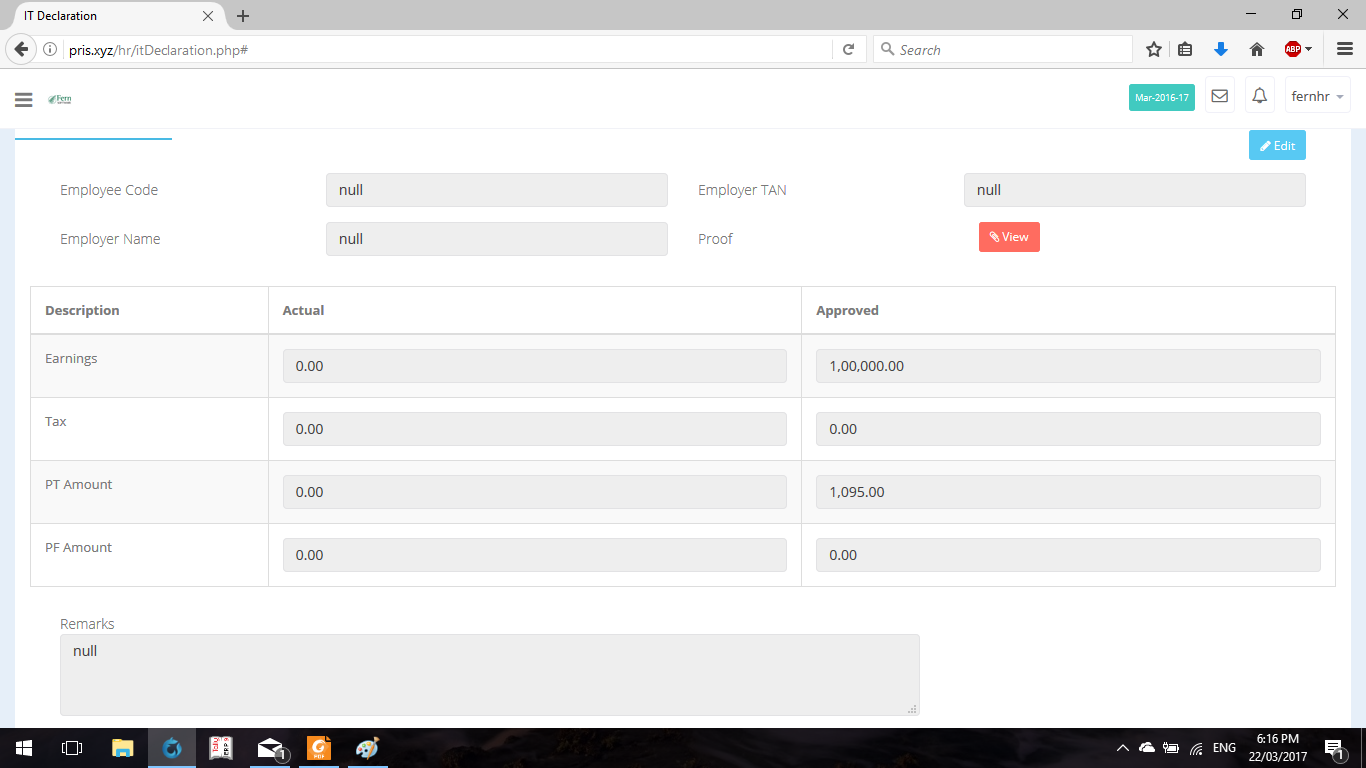 IT Declaration
pris.xyz/hr/itDeclaration.php#
Search
ABP
Fern
Mar-2016-17
fernhr
Edit
Employee Code null Employer TAN null
Employer Name null Proof View
Description Actual Approved
Earnings 0.00 1,00,000.00
Tax 0.00 0.00
PT Amount 0.00 1,095.00
PF Amount 0.00 0.00
Remarks
null
1
PDF
ENG
6:16 PM
22/03/2017
1